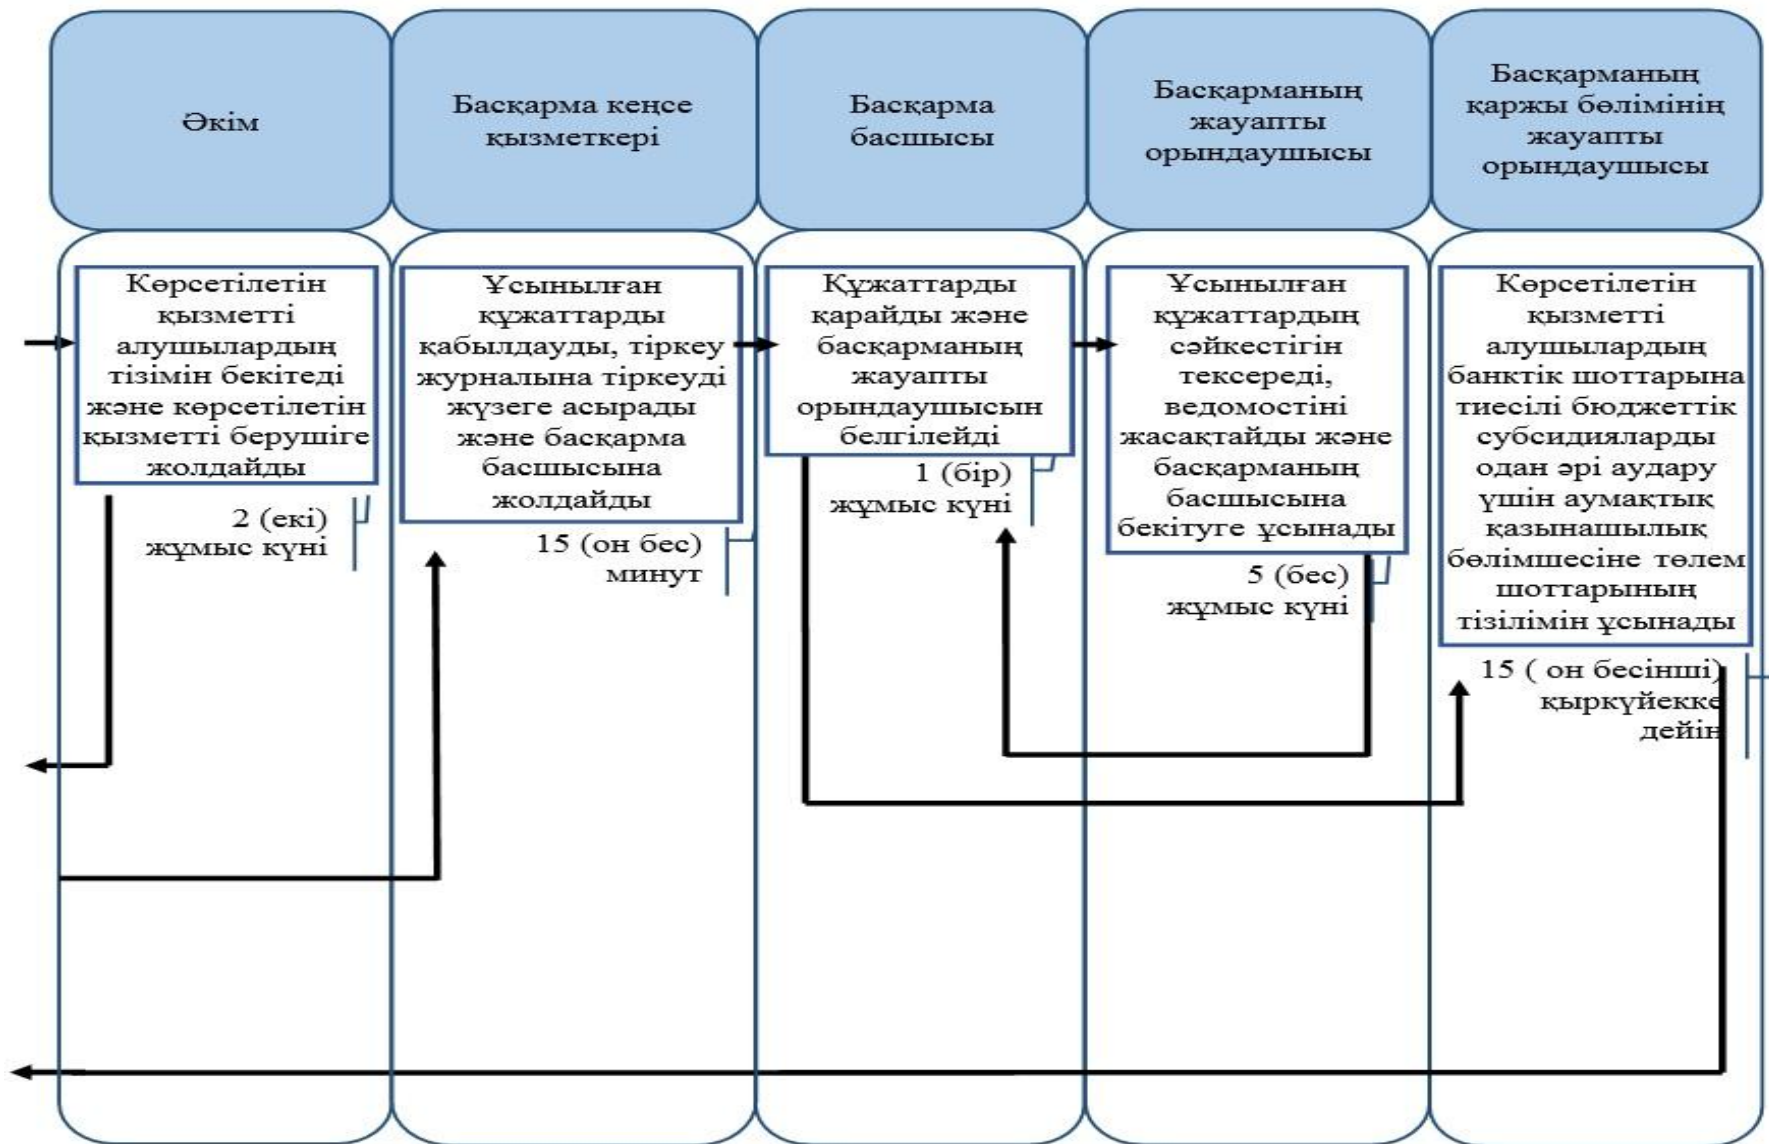 Әкім
Басқарма кеңсе
қызметкері
Басқарма
басшысы
Басқарманың
жауапты
орындаушысы
Басқарманың
қаржы бөлімінің
жауапты
орындаушысы
Көрсетілетін
қызметті
алушылардың
тізімін бекітеді
және көрсетілетін
қызметті берушіге
жолдайды
2 (екі)
жұмыс күні
Ұсынылған
құжаттарды
қабылдауды, тіркеу
журналына тіркеуді
жүзеге асырады
және басқарма
басшысына
жолдайды
15 (он бес)
минут
Құжаттарды
қарайды және
басқарманың
жауапты
орындаушысын
белгілейді
1 (бір)
жұмыс күні
Ұсынылған
құжаттардың
сәйкестігін
тексереді,
ведомостіні
жасақтайды және
басқарманың
басшысына
бекітуге ұсынады
5 (бес)
жұмыс күні
Көрсетілетін
қызметті
алушылардың
банктік шоттарына
тиесілі бюджеттік
субсидияларды
одан әрі аудару
үшін аумақтық
қазынашылық
бөлімшесіне төлем
шоттарының
тізілімін ұсынады
15 ( он бесінші)
қыркүйекке
дейін